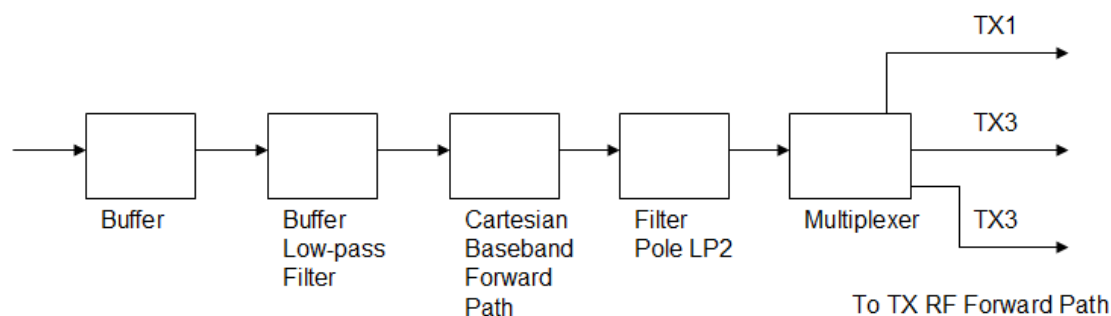 TX1
TX3
TX3
Buffer
Buffer
Low-pass
Filter
Cartesian
Baseband
Forward
Path
Filter
Pole LP2
Multiplexer
To TX RF Forward Path